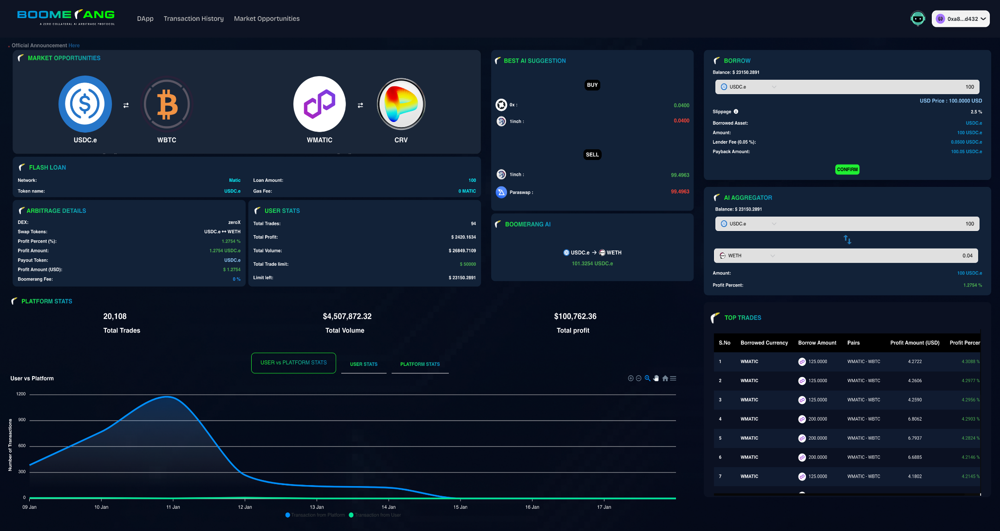 BOOMERANG
A ZERO COLLATERAL AI ARBITRAGE PROTOCOL
DApp
Transaction History
Market Opportunities
0xa8...d432
Official Announcement Here
MARKET OPPORTUNITIES
USDC.e
WBTC
WMATIC
CRV
FLASH LOAN
Network: Matic
Loan Amount: 100
Token name: USDC.e
Gas Fee: 0 MATIC
ARBITRAGE DETAILS
DEX: zeroX
Swap Tokens: USDC.e ↔ WETH
Profit Percent (%): 1.2754 %
Profit Amount: 1.2754 USDC.e
Payout Token: USDC.e
Profit Amount (USD): $ 1.2754
Boomerang Fee: 0 %
USER STATS
Total Trades: 94
Total Profit: $ 2420.1634
Total Volume: $ 26849.7109
Total Trade limit: $ 50000
Limit left: $ 23150.2891
BEST AI SUGGESTION
BUY
0x : 0.0400
1inch : 0.0400
SELL
1inch : 99.4963
Paraswap : 99.4963
BOOMERANG AI
USDC.e → WETH
101.3254 USDC.e
BORROW
Balance: $ 23150.2891
USDC.e 100
USD Price : 100.0000 USD
Slippage 2.5 %
Borrowed Asset: USDC.e
Amount: 100 USDC.e
Lender Fee (0.05 %): 0.0500 USDC.e
Payback Amount: 100.05 USDC.e
CONFIRM
AI AGGREGATOR
Balance: $ 23150.2891
USDC.e 100
WETH 0.04
Amount: 100 USDC.e
Profit Percent: 1.2754 %
PLATFORM STATS
20,108
Total Trades
$4,507,872.32
Total Volume
$100,762.36
Total profit
USER vs PLATFORM STATS
USER STATS
PLATFORM STATS
User vs Platform
Number of Transactions
1200
900
600
300
0
09 Jan 10 Jan 11 Jan 12 Jan 13 Jan 14 Jan 15 Jan 16 Jan 17 Jan
Transaction from Platform Transaction from User
TOP TRADES
S.No Borrowed Currency Borrow Amount Pairs Profit Amount (USD) Profit Percer
1 WMATIC 125.0000 WMATIC - WBTC 4.2722 4.3088 %
2 WMATIC 125.0000 WMATIC - WBTC 4.2606 4.2977 %
3 WMATIC 125.0000 WMATIC - WBTC 4.2590 4.2956 %
4 WMATIC 200.0000 WMATIC - WBTC 6.8062 4.2903 %
5 WMATIC 200.0000 WMATIC - WBTC 6.7937 4.2824 %
6 WMATIC 200.0000 WMATIC - WBTC 6.6885 4.2146 %
7 WMATIC 125.0000 WMATIC - WBTC 4.1802 4.2145 %